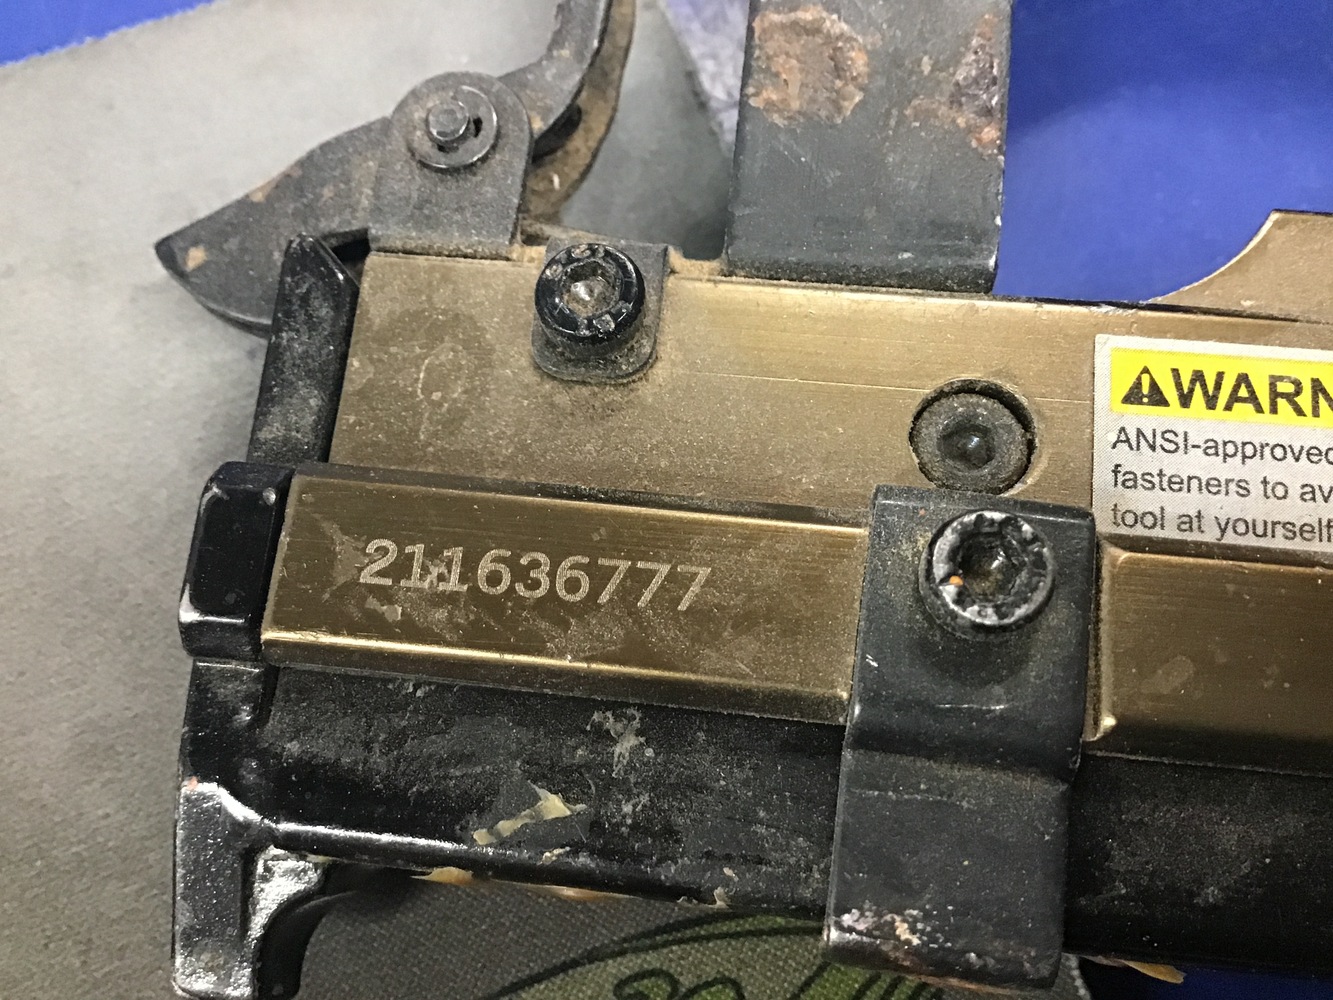 WARN
ANSI-approved
fasteners to av
tool at yourself
211636777